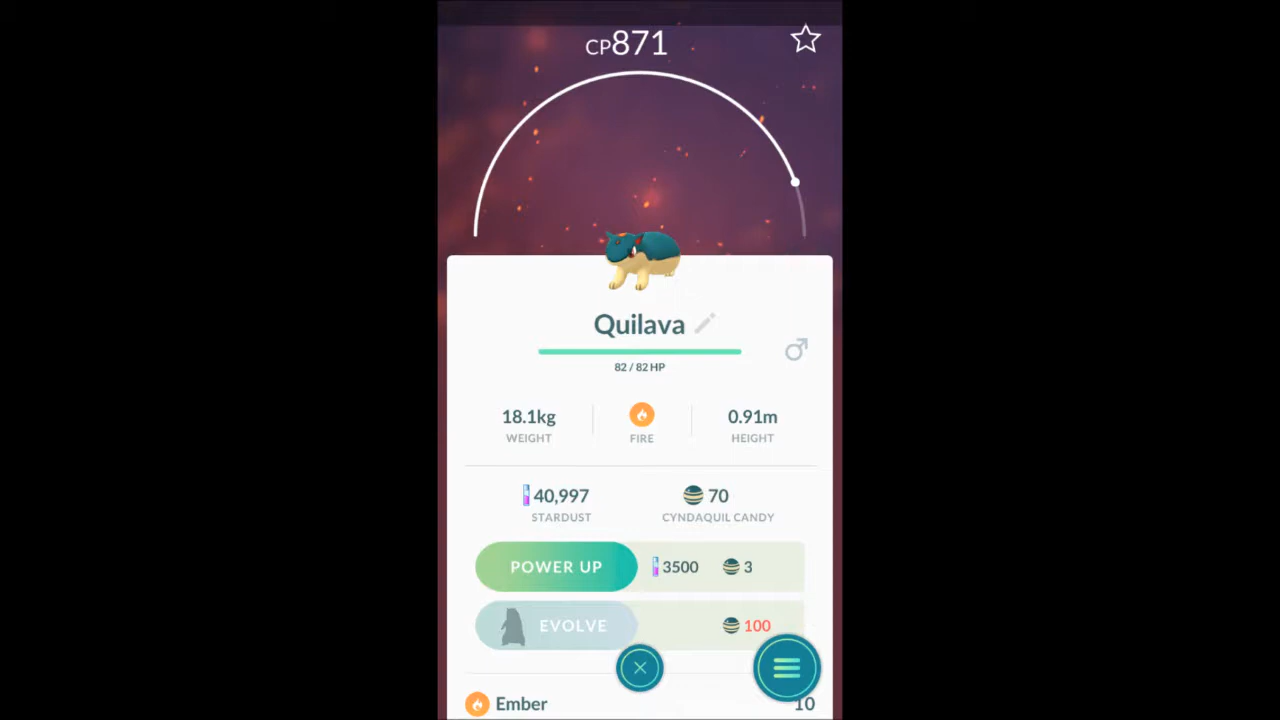 CP871
Quilava
82 / 82 HP
18.1kg
WEIGHT
FIRE
0.91m
HEIGHT
40,997
STARDUST
70
CYNDAQUIL CANDY
POWER UP 3500 3
EVOLVE 100
Ember 10